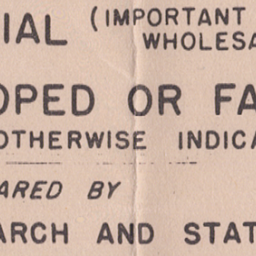 IAL (IMPORTANT
WHOLESA
OPED OR FA
OTHERWISE INDICA
ARED BY
ARCH AND STAT